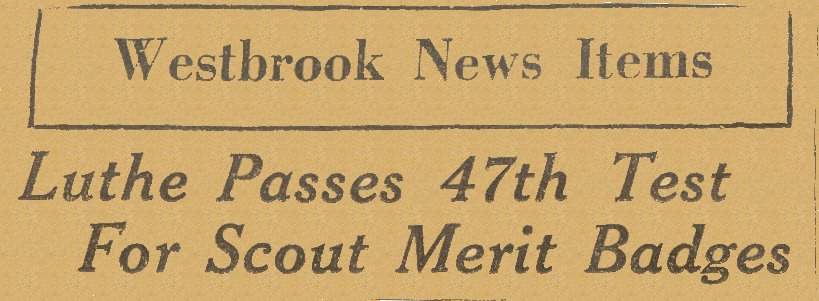 Westbrook News Items
Luthe Passes 47th Test
For Scout Merit Badges